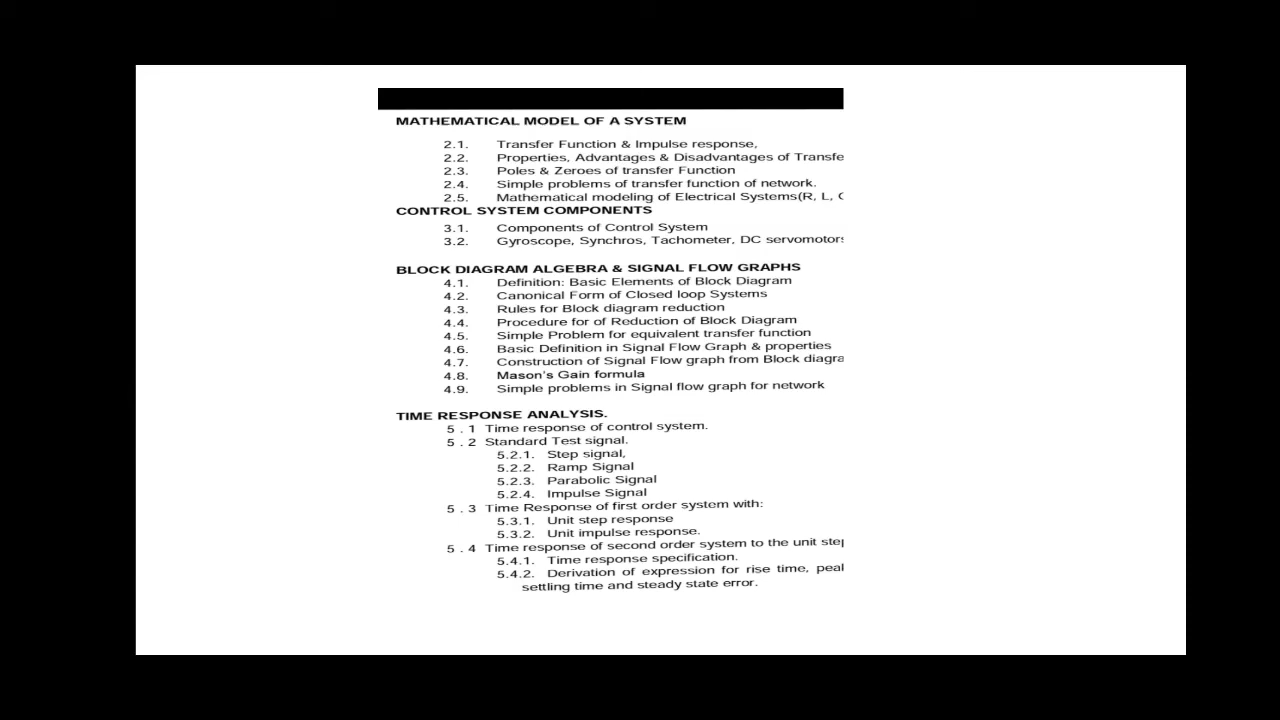 MATHEMATICAL MODEL OF A SYSTEM
2.1. Transfer Function & Impulse response,
2.2. Properties, Advantages & Disadvantages of
2.3. Poles & Zeroes of transfer Function
2.4. Simple problems of transfer function of network.
2.5. Mathematical modeling of Electrical Systems(R, L,
CONTROL SYSTEM COMPONENTS
3.1. Components of Control System
3.2. Gyroscope, Synchros, Tachometer, DC servomotors
BLOCK DIAGRAM ALGEBRA & SIGNAL FLOW GRAPHS
4.1. Definition: Basic Elements of Block Diagram
4.2. Canonical Form of Closed loop Systems
4.3. Rules for Block diagram reduction
4.4. Procedure for of Reduction of Block Diagram
4.5. Simple Problem for equivalent transfer function
4.6. Basic Definition in Signal Flow Graph & properties
4.7. Construction of Signal Flow graph from Block
4.8. Mason's Gain formula
4.9. Simple problems in Signal flow graph for network
TIME RESPONSE ANALYSIS.
5 . 1 Time response of control system.
5 . 2 Standard Test signal.
5.2.1. Step signal,
5.2.2. Ramp Signal
5.2.3. Parabolic Signal
5.2.4. Impulse Signal
5 . 3 Time Response of first order system with:
5.3.1. Unit step response
5.3.2. Unit impulse response.
5 . 4 Time response of second order system to the unit
5.4.1. Time response specification.
5.4.2. Derivation of expression for rise time,
settling time and steady state error.